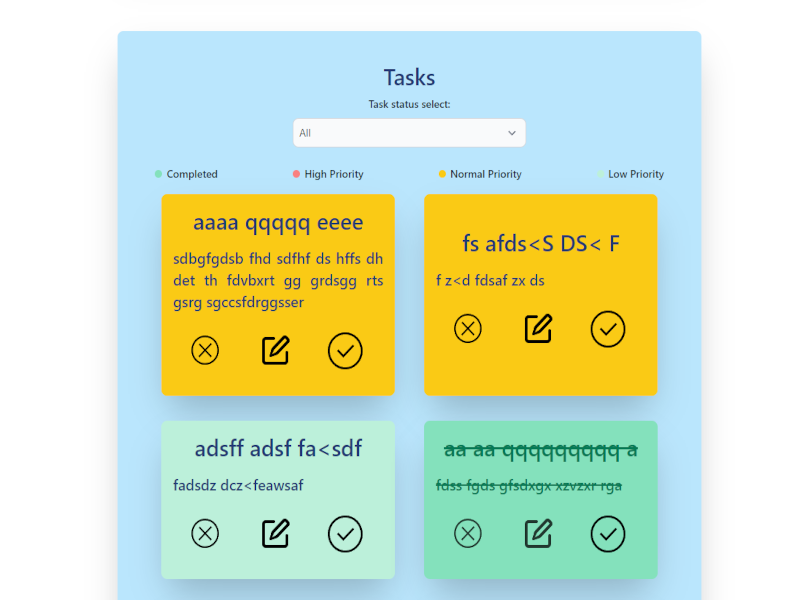 Tasks
Task status select:
All
Completed
High Priority
Normal Priority
Low Priority
aaaa qqqqq eeee
sdbgfgdsb fhd sdfhf ds hffs dh
det th fdvbxrt gg grdsgg rts
gsrg sgccsfdrggsser
fs afds<S DS< F
f z<d fdsaf zx ds
adsff adsf fa<sdf
fadsdz dcz<feawsaf
aa aa qqqqqqqqq a
fdss fgds gfsdxgx xzvzxr rga